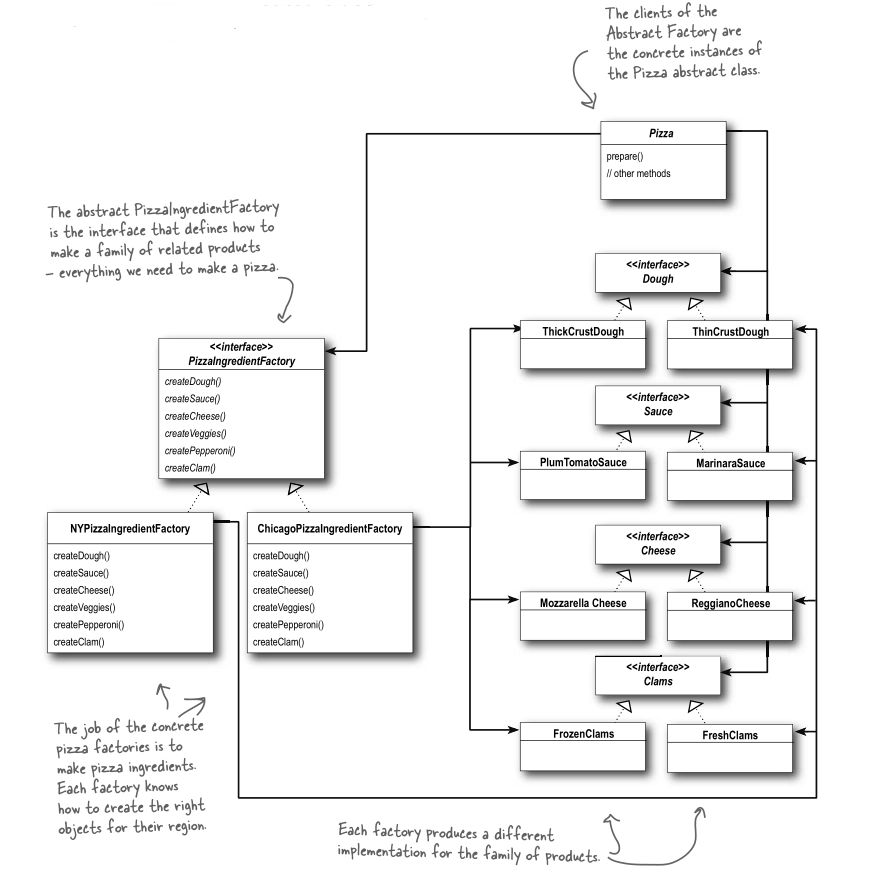 The clients of the
Abstract Factory are
the concrete instances of
the Pizza abstract class.
Pizza
prepare()
// other methods
The abstract PizzaIngredientFactory
is the interface that defines how to
make a family of related products
– everything we need to make a pizza.
<<interface>>
Dough
ThickCrustDough
ThinCrustDough
<<interface>>
PizzaIngredientFactory
createDough()
createSauce()
createCheese()
createVeggies()
createPepperoni()
createClam()
<<interface>>
Sauce
PlumTomatoSauce
MarinaraSauce
NYPizzaIngredientFactory
createDough()
createSauce()
createCheese()
createVeggies()
createPepperoni()
createClam()
ChicagoPizzaIngredientFactory
createDough()
createSauce()
createCheese()
createVeggies()
createPepperoni()
createClam()
<<interface>>
Cheese
Mozzarella Cheese
ReggianoCheese
<<interface>>
Clams
FrozenClams
FreshClams
The job of the concrete
pizza factories is to
make pizza ingredients.
Each factory knows
how to create the right
objects for their region.
Each factory produces a different
implementation for the family of products.